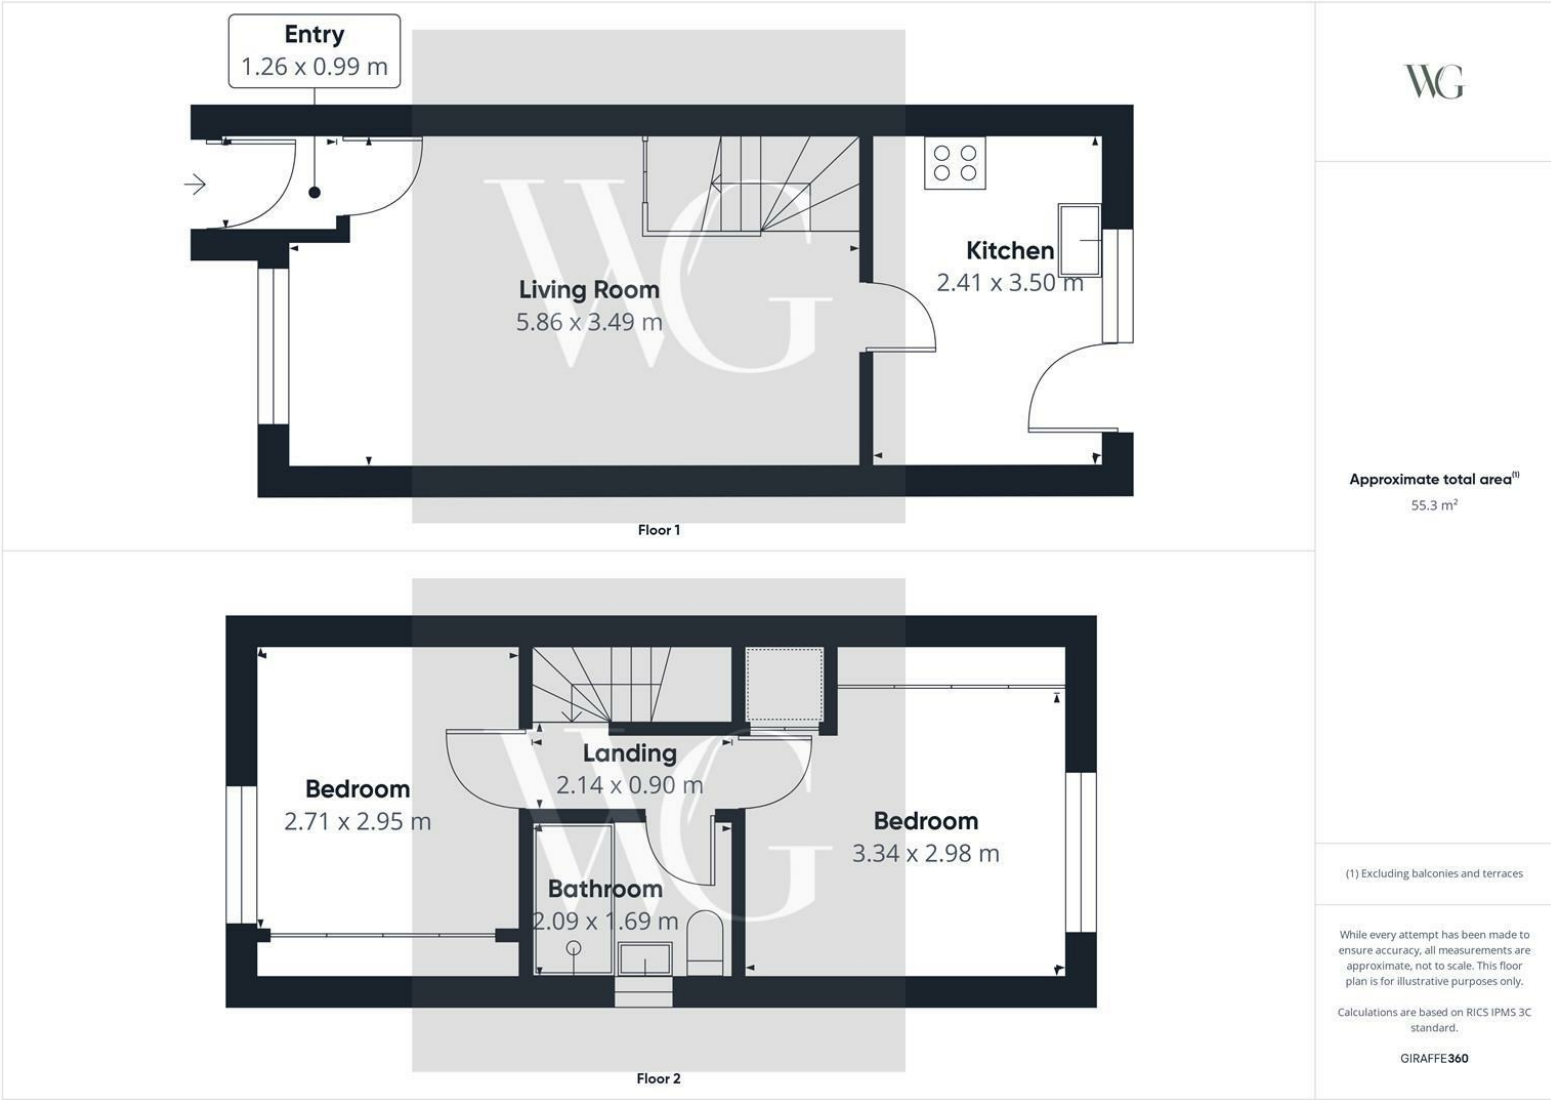 Entry
1.26 x 0.99 m
WG
WG
Living Room
5.86 x 3.49 m
Kitchen
2.41 x 3.50 m
Floor 1
Approximate total area(1)
55.3 m²
Landing
2.14 x 0.90 m
Bedroom
2.71 x 2.95 m
Bedroom
3.34 x 2.98 m
WG
Bathroom
2.09 x 1.69 m
Floor 2
(1) Excluding balconies and terraces
While every attempt has been made to
ensure accuracy, all measurements are
approximate, not to scale. This floor
plan is for illustrative purposes only.
Calculations are based on RICS IPMS 3C
standard.
GIRAFFE360